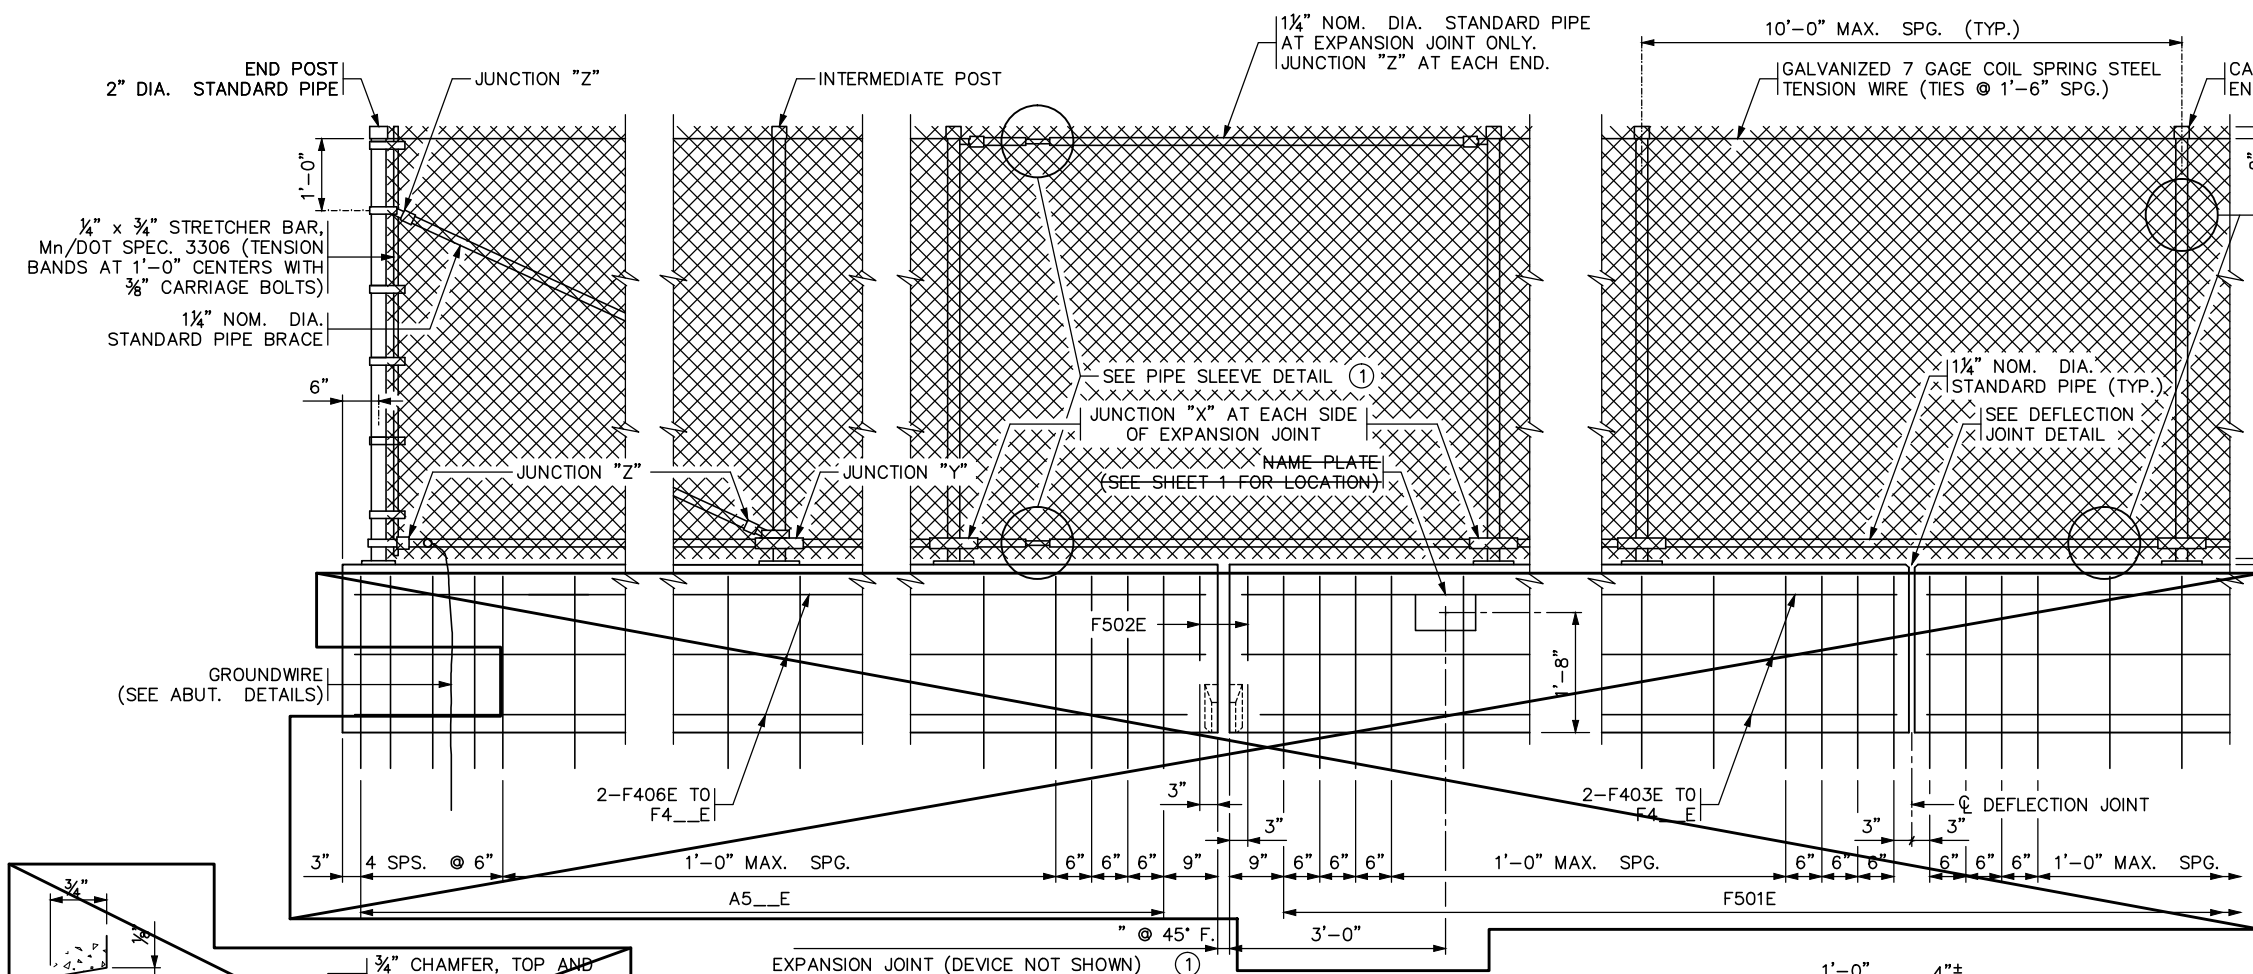 1¼" NOM. DIA. STANDARD PIPE
AT EXPANSION JOINT ONLY.
JUNCTION "Z" AT EACH END.
10'-0" MAX. SPG. (TYP.)
END POST
2" DIA. STANDARD PIPE
JUNCTION "Z"
INTERMEDIATE POST
GALVANIZED 7 GAGE COIL SPRING STEEL
TENSION WIRE (TIES @ 1'-6" SPG.)
CA
EN
1'-0"
¼" x ¾" STRETCHER BAR,
Mn/DOT SPEC. 3306 (TENSION
BANDS AT 1'-0" CENTERS WITH
⅜" CARRIAGE BOLTS)
1¼" NOM. DIA.
STANDARD PIPE BRACE
6"
SEE PIPE SLEEVE DETAIL 1
1¼" NOM. DIA.
STANDARD PIPE (TYP.)
JUNCTION "X" AT EACH SIDE
OF EXPANSION JOINT
SEE DEFLECTION
JOINT DETAIL
JUNCTION "Z"
JUNCTION "Y"
NAME PLATE
(SEE SHEET 1 FOR LOCATION)
F502E
1'-8"
GROUNDWIRE
(SEE ABUT. DETAILS)
2-F406E TO
F4__E
3"
3"
2-F403E TO
F4__E
℄ DEFLECTION JOINT
3" 3"
3" 4 SPS. @ 6" 1'-0" MAX. SPG. 6" 6" 6" 9" 9" 6" 6" 6" 1'-0" MAX. SPG. 6" 6" 6" 6" 6" 6" 1'-0" MAX. SPG.
A5__E
F501E
¾"
⅛"
" @ 45° F.
3'-0"
¾" CHAMFER, TOP AND
EXPANSION JOINT (DEVICE NOT SHOWN) 1
1'-0" 4"±